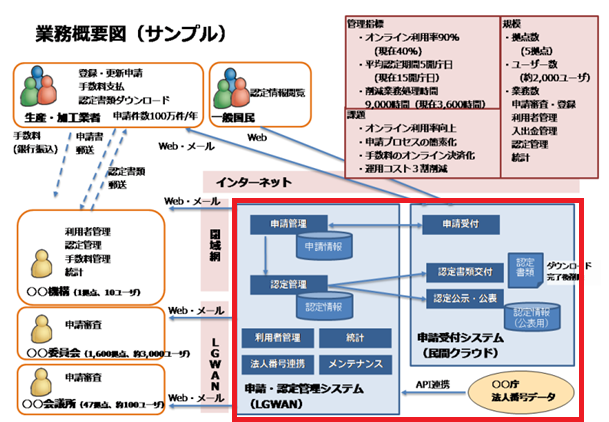 業務概要図（サンプル）
管理指標
・オンライン利用率90%
（現在40%）
・平均認定期間5開庁日
（現在15開庁日）
・削減業務処理時間
9,000時間（現在3,600時間）
課題
・オンライン利用率向上
・申請プロセスの簡素化
・手数料のオンライン決済化
・運用コスト３割削減
規模
・拠点数
（5拠点）
・ユーザー数
（約2,000ユーザ）
・業務数
申請審査・登録
利用者管理
入出金管理
認定管理
統計
登録・更新申請
手数料支払
認定書類ダウンロード
申請件数100万件/年
生産・加工業者
認定情報閲覧
一般国民
手数料
（銀行振込）
申請書
郵送
認定書類
郵送
Web・メール
Web
インターネット
Web・メール
利用者管理
認定管理
手数料管理
統計
〇〇機構（1拠点、10ユーザ）
閉域網
申請管理
申請情報
認定管理
認定情報
利用者管理
統計
法人番号連携
メンテナンス
申請・認定管理システム
（LGWAN）
申請受付
認定書類交付
認定
書類
ダウンロード
認定公示・公表
認定情報
（公表用）
申請受付システム
（民間クラウド）
Web・メール
申請審査
〇〇委員会（1,600拠点、約3,000ユーザ）
LGWAN
申請審査
〇〇会議所（47拠点、約100ユーザ）
Web・メール
API連携
〇〇庁
法人番号データ